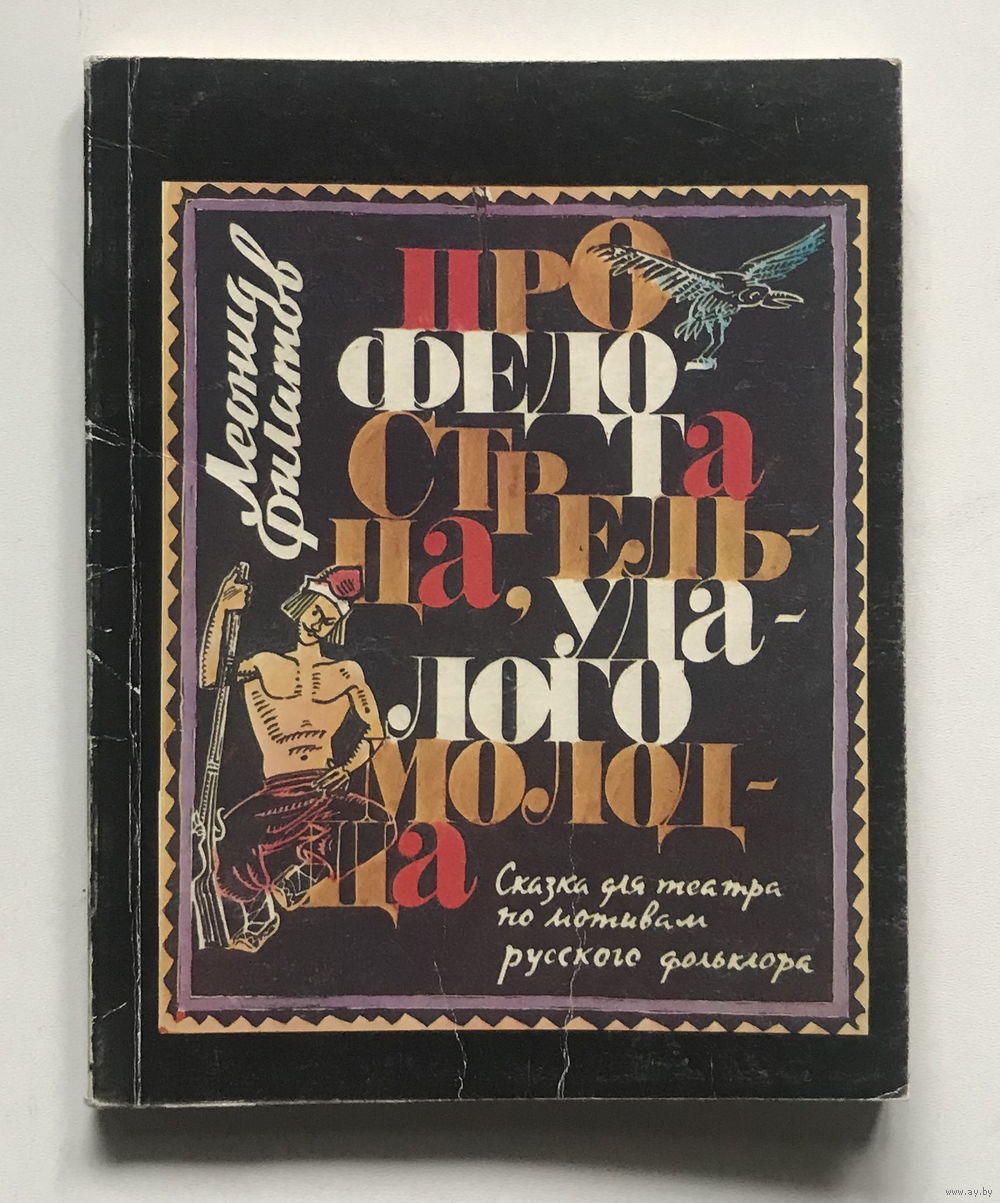 Леонид
Филатов
ПРО
ФЕДО-
Та
СТРЕЛЬ-
ца,
УДа-
ЛОГО
МОЛОД-
ца
Сказка для театра
по мотивам
русского фольклора
www.ay.by